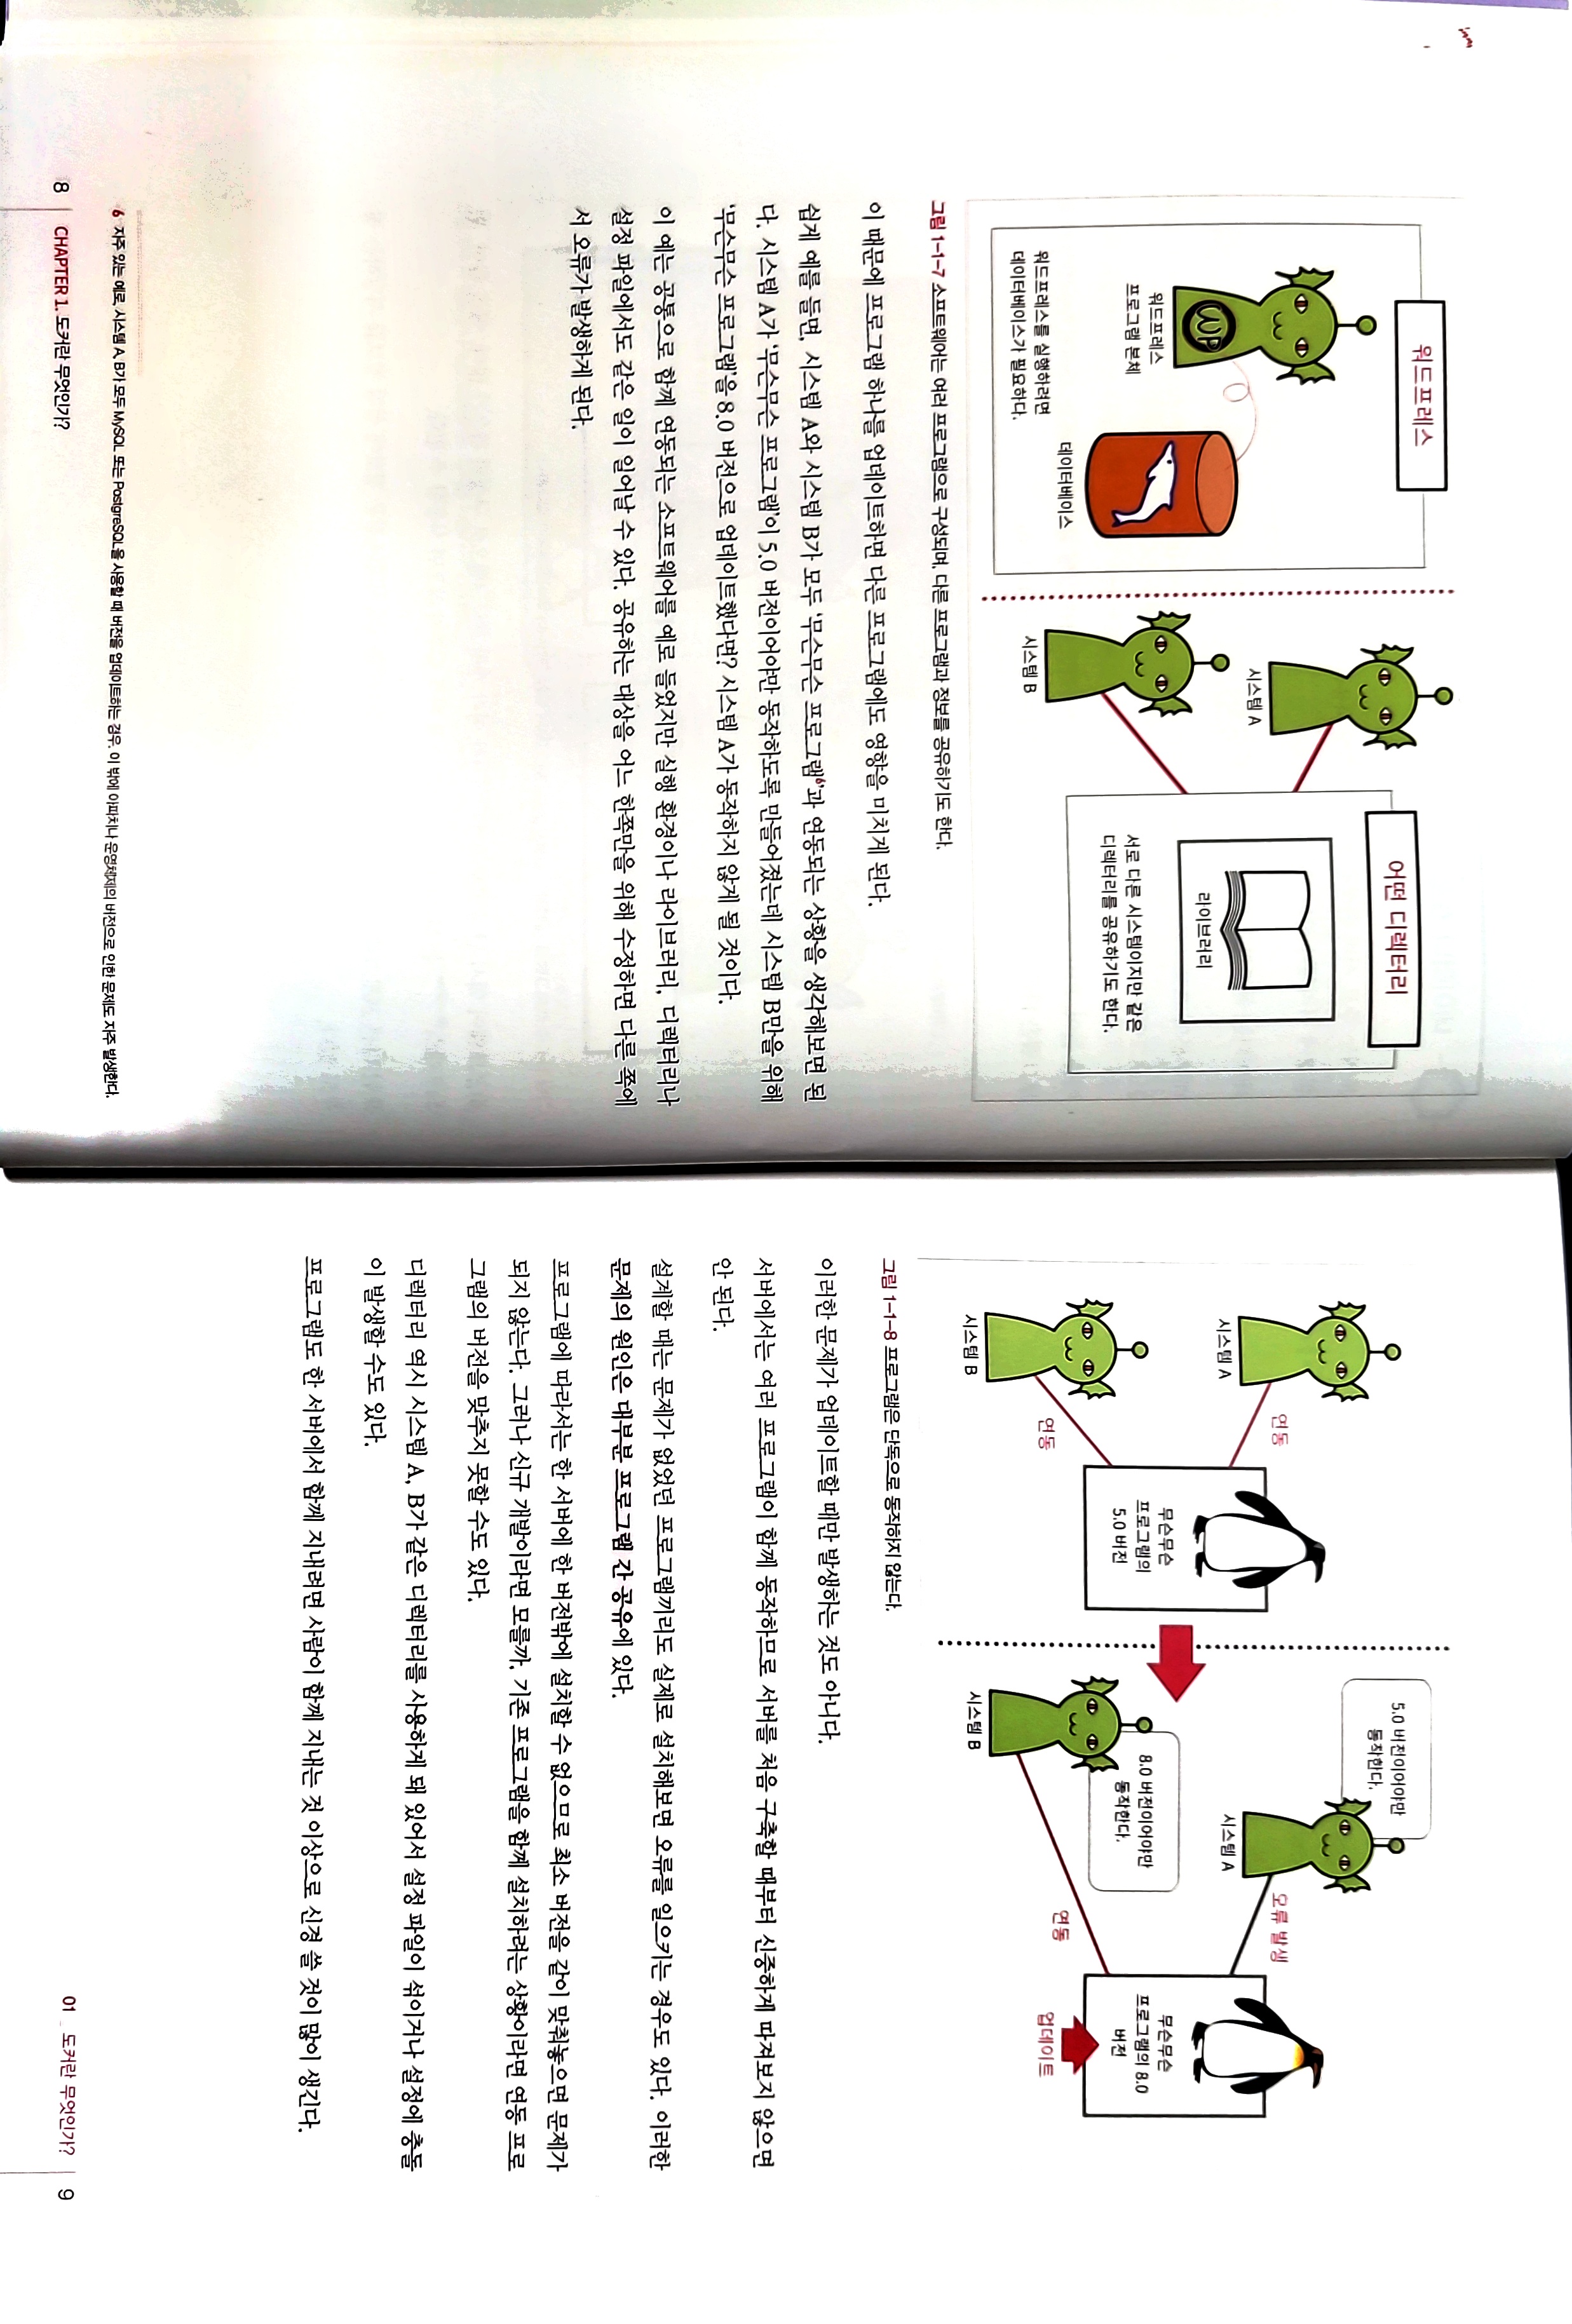 워드프레스
WP
워드프레스
프로그램 본체
데이터베이스
워드프레스를 실행하려면
데이터베이스가 필요하다.
시스템 A
시스템 B
어떤 디렉터리
라이브러리
서로 다른 시스템이지만 같은
디렉터리를 공유하기도 한다.
그림 1-1-7 소프트웨어는 여러 프로그램으로 구성되며, 다른 프로그램과 정보를 공유하기도 한다.
이 때문에 프로그램 하나를 업데이트하면 다른 프로그램에도 영향을 미치게 된다.
쉽게 예를 들면, 시스템 A와 시스템 B가 모두 ‘무슨무슨 프로그램6’과 연동되는 상황을 생각해보면 된
다. 시스템 A가 ‘무슨무슨 프로그램’이 5.0 버전이어야만 동작하도록 만들어졌는데 시스템 B만을 위해
‘무슨무슨 프로그램’을 8.0 버전으로 업데이트했다면? 시스템 A가 동작하지 않게 될 것이다.
이 예는 공통으로 함께 연동되는 소프트웨어를 예로 들었지만 실행 환경이나 라이브러리, 디렉터리나
설정 파일에서도 같은 일이 일어날 수 있다. 공유하는 대상을 어느 한쪽만을 위해 수정하면 다른 쪽에
서 오류가 발생하게 된다.
6 자주 있는 예로, 시스템 A, B가 모두 MySQL 또는 PostgreSQL을 사용할 때 버전을 업데이트하는 경우. 이 밖에 아파치나 운영체제의 버전으로 인한 문제도 자주 발생한다.
8 CHAPTER 1. 도커란 무엇인가?
시스템 A
연동
무슨무슨
프로그램의
5.0 버전
연동
시스템 B
5.0 버전이어야만
동작한다.
오류 발생
시스템 A
8.0 버전이어야만
동작한다.
무슨무슨
프로그램의 8.0
버전
연동
업데이트
시스템 B
그림 1-1-8 프로그램은 단독으로 동작하지 않는다.
이러한 문제가 업데이트할 때만 발생하는 것도 아니다.
서버에서는 여러 프로그램이 함께 동작하므로 서버를 처음 구축할 때부터 신중하게 따져보지 않으면
안 된다.
설계할 때는 문제가 없었던 프로그램끼리도 실제로 설치해보면 오류를 일으키는 경우도 있다. 이러한
문제의 원인은 대부분 프로그램 간 공유에 있다.
프로그램에 따라서는 한 서버에 한 버전밖에 설치할 수 없으므로 최소 버전을 같이 맞춰놓으면 문제가
되지 않는다. 그러나 신규 개발이라면 모를까, 기존 프로그램을 함께 설치하려는 상황이라면 연동 프로
그램의 버전을 맞추지 못할 수도 있다.
디렉터리 역시 시스템 A, B가 같은 디렉터리를 사용하게 돼 있어서 설정 파일이 섞이거나 설정에 충돌
이 발생할 수도 있다.
프로그램도 한 서버에서 함께 지내려면 사람이 함께 지내는 것 이상으로 신경 쓸 것이 많이 생긴다.
01 _ 도커란 무엇인가? 9